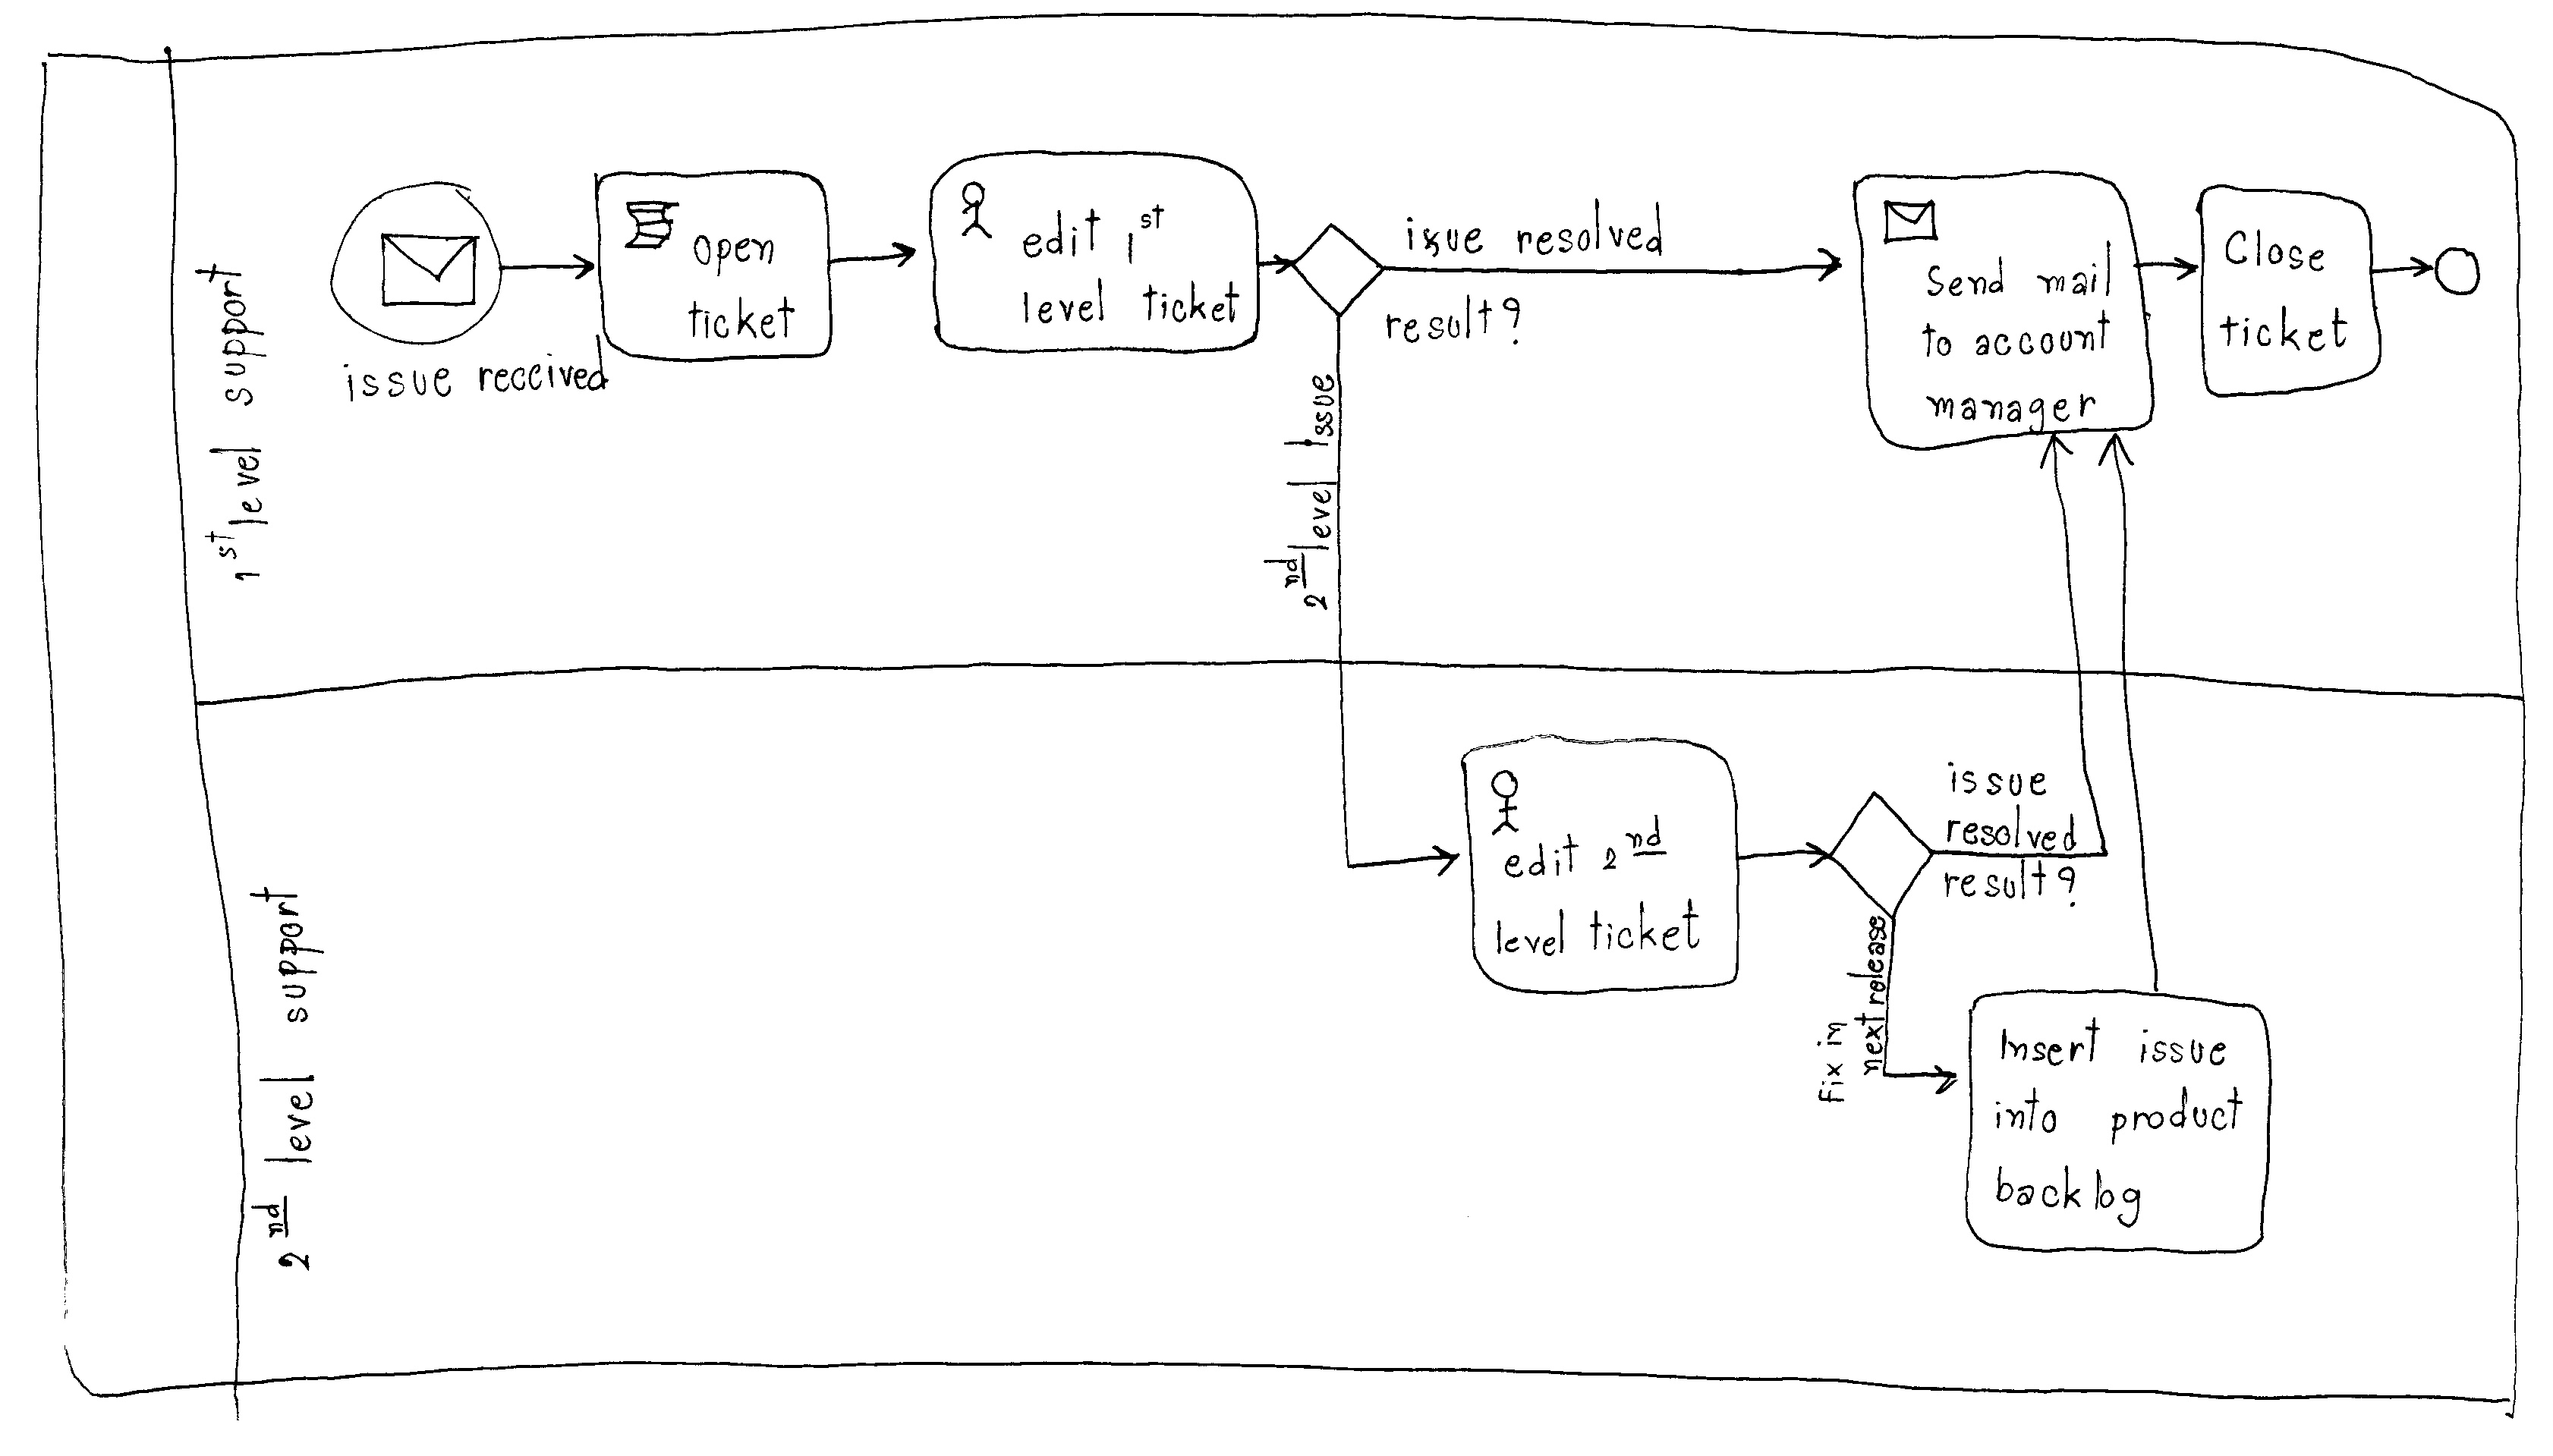 1st level support
issue received
open
ticket
edit 1st
level ticket
issue resolved
result?
2nd level Issue
Send mail
to account
manager
Close
ticket
2nd level support
edit 2nd
level ticket
issue
resolved
result?
Fix in
next release
Insert issue
into product
backlog